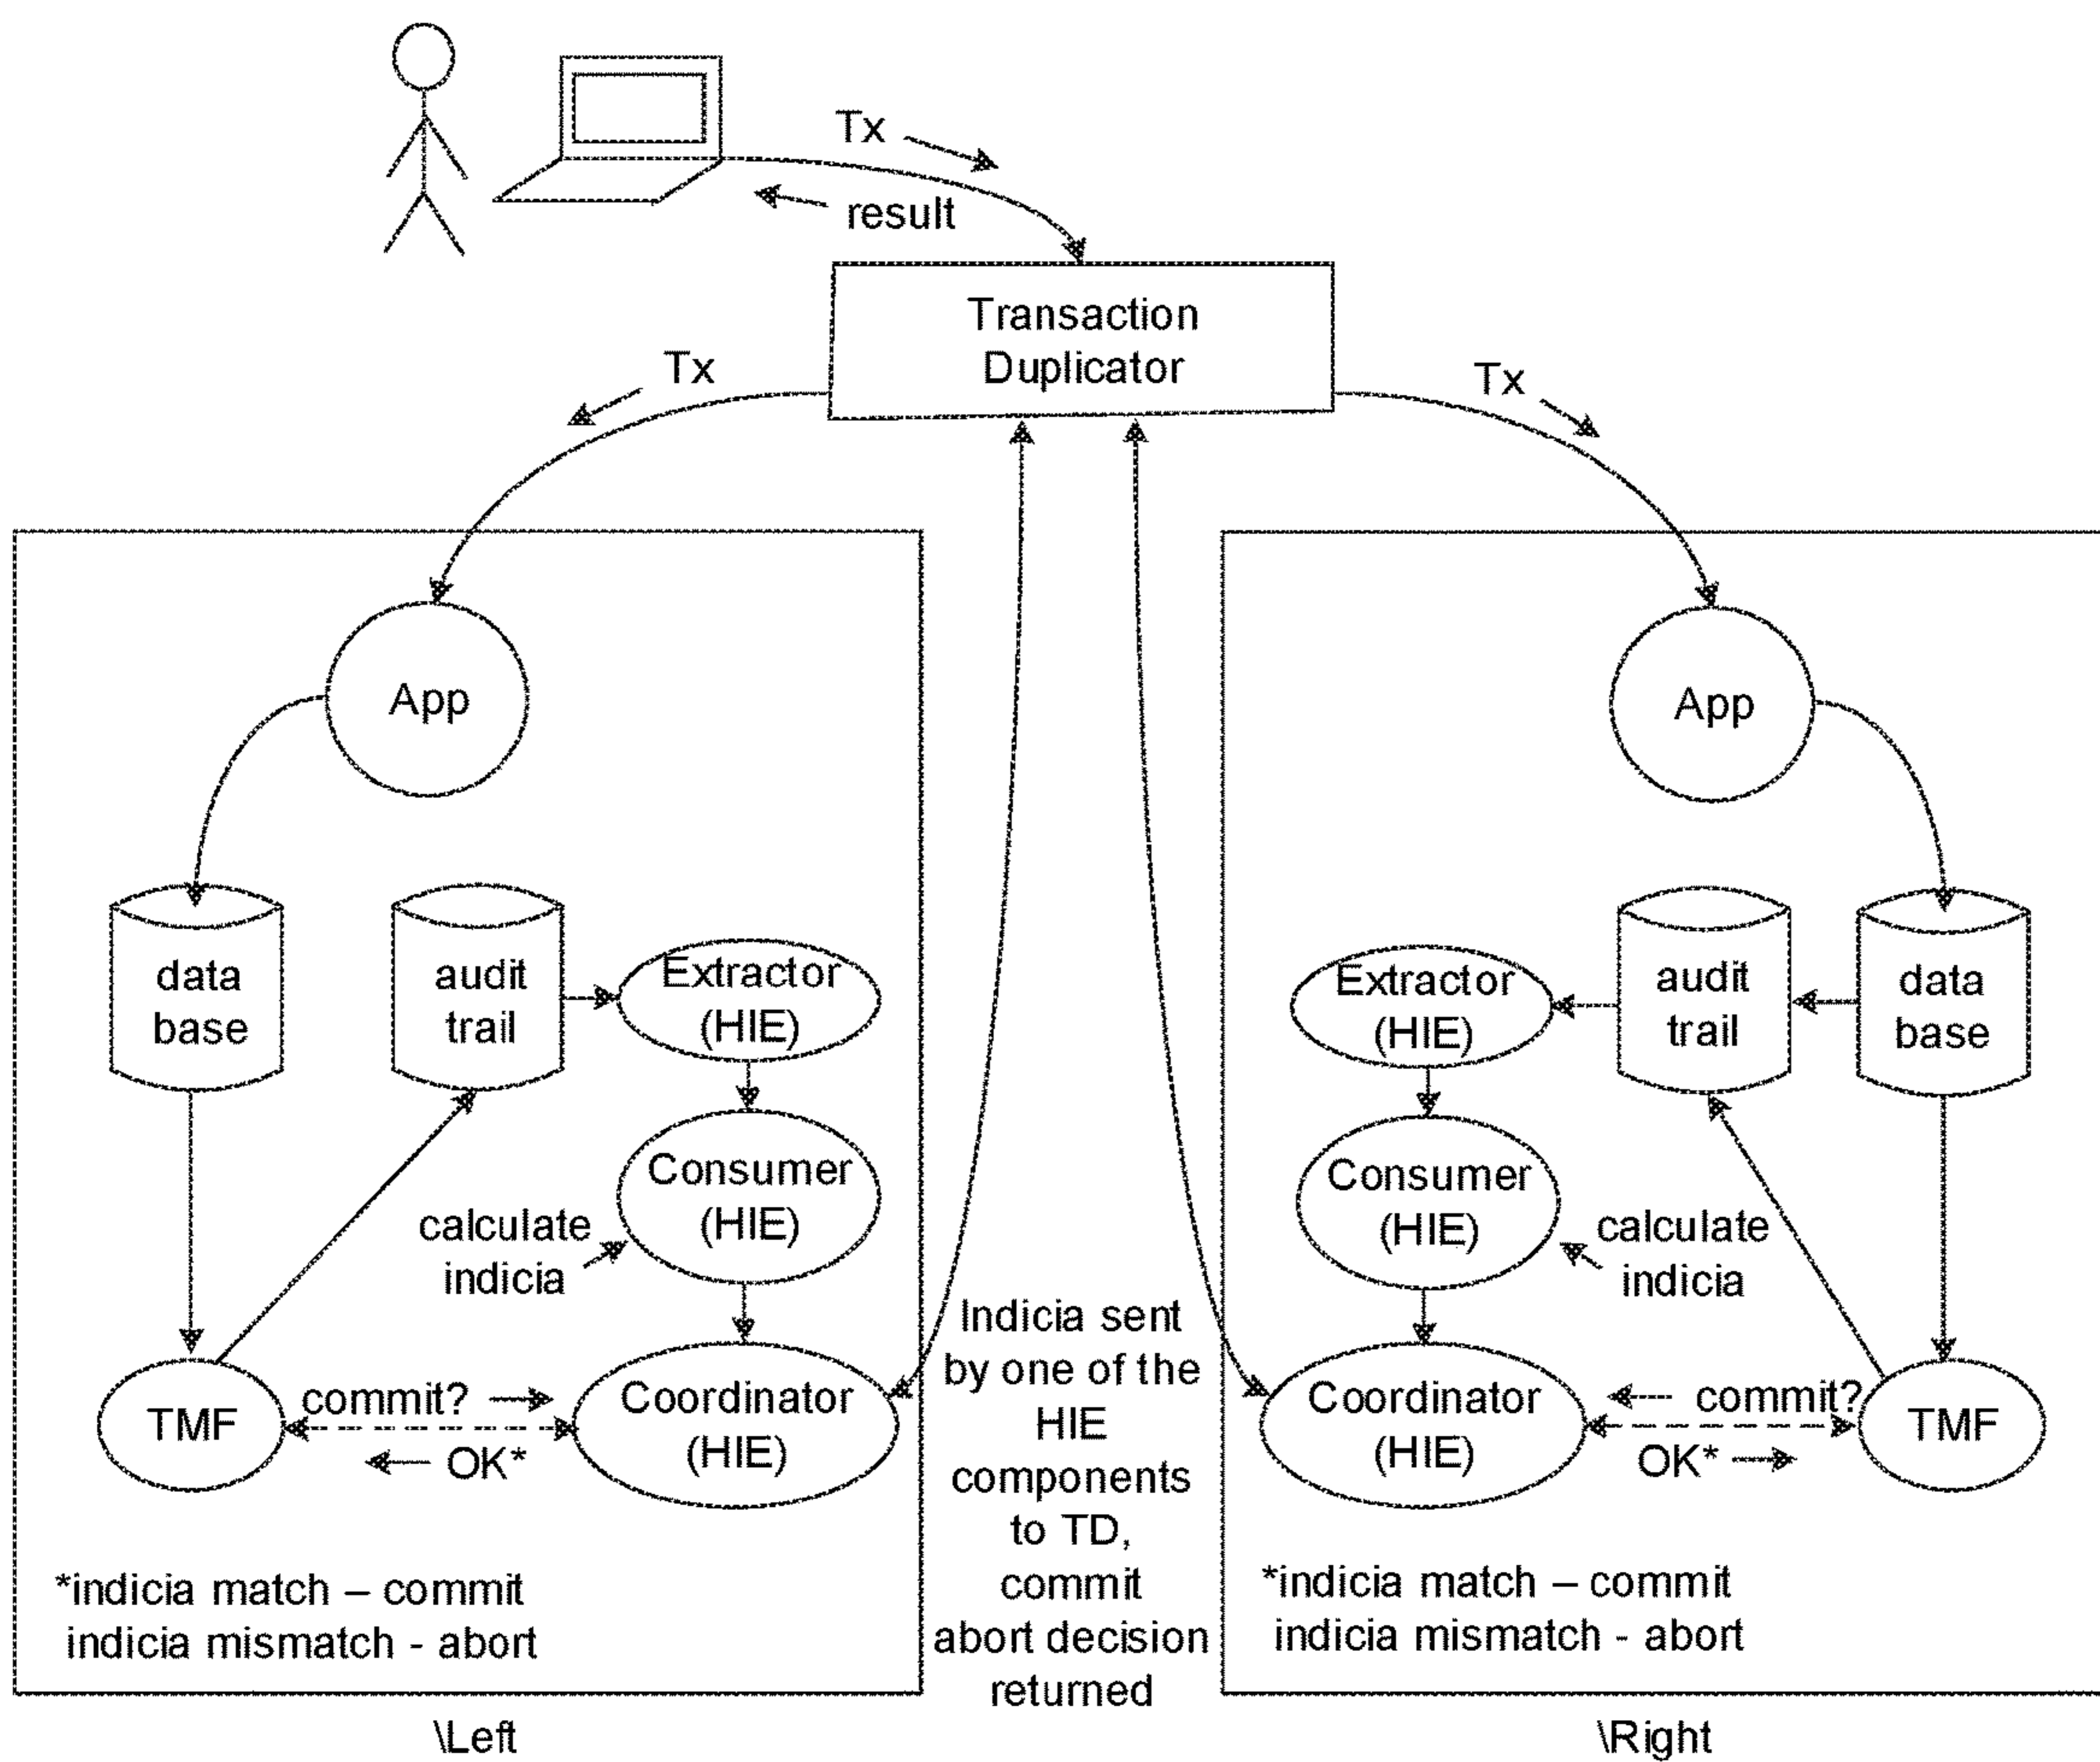 Tx
result
Transaction
Duplicator
Tx
Tx
App
App
data
base
audit
trail
Extractor
(HIE)
Extractor
(HIE)
audit
trail
data
base
Consumer
(HIE)
calculate
indicia
Consumer
(HIE)
calculate
indicia
TMF
commit?
OK*
Coordinator
(HIE)
Indicia sent
by one of the
HIE
components
to TD,
commit
abort decision
returned
Coordinator
(HIE)
commit?
OK*
TMF
*indicia match – commit
indicia mismatch - abort
*indicia match – commit
indicia mismatch - abort
\Left
\Right